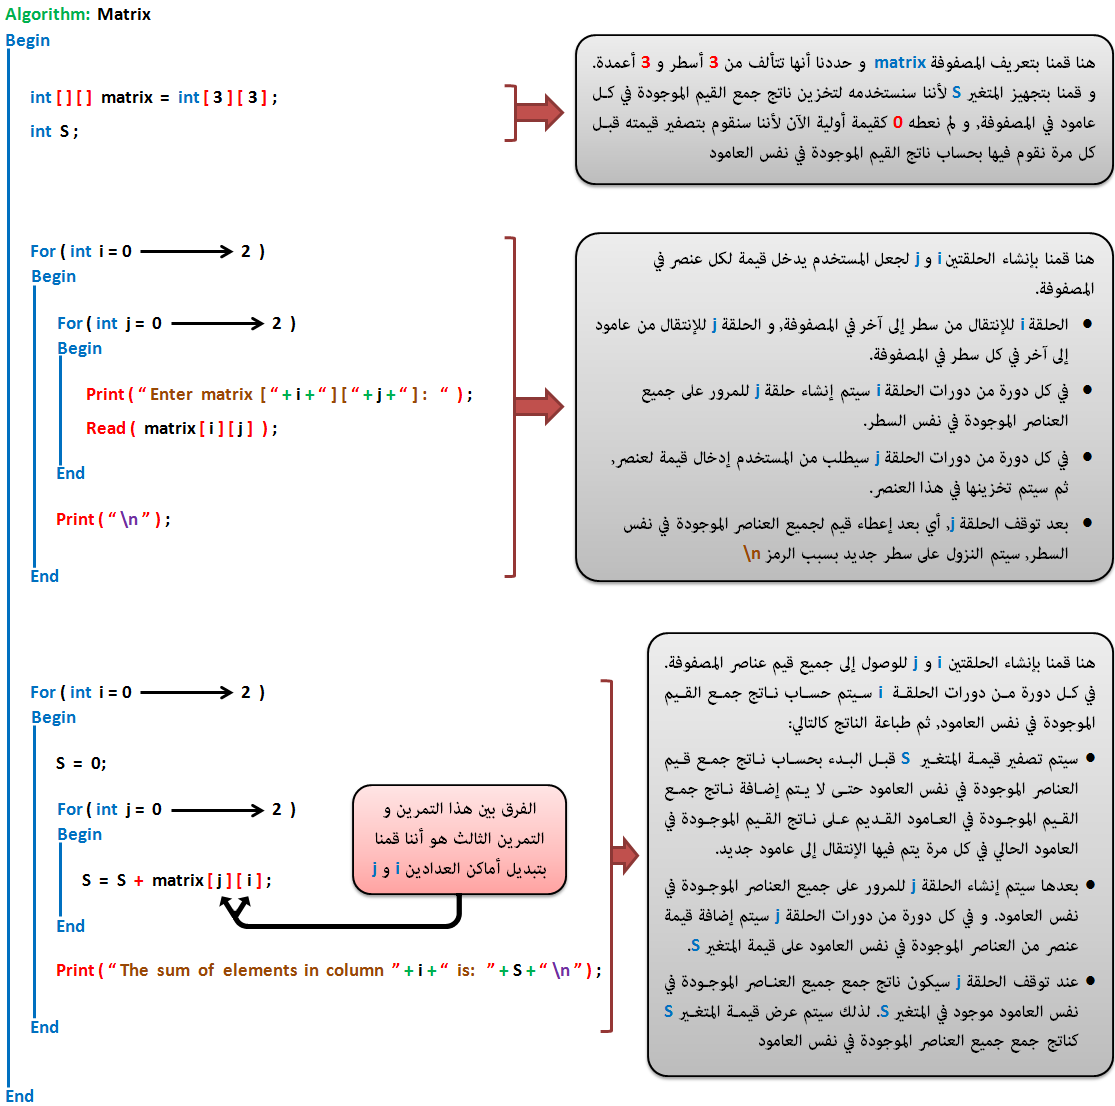 Algorithm: Matrix
Begin
int [ ] [ ] matrix = int [ 3 ] [ 3 ] ;
int S ;
هنا قمنا بتعريف المصفوفة matrix و حددنا أنها تتألف من 3 أسطر و 3 أعمدة.
و قمنا بتجهيز المتغير S لأننا سنستخدمه لتخزين ناتج جمع القيم الموجودة في كل
عامود في المصفوفة, و لم نعطه 0 كقيمة أولية الآن لأننا سنقوم بتصفير قيمته قبل
كل مرة نقوم فيها بحساب ناتج القيم الموجودة في نفس العامود
For ( int i = 0 ⟶ 2 )
Begin
For ( int j = 0 ⟶ 2 )
Begin
Print ( “ Enter matrix [ “ + i + “ ] [ “ + j + “ ] : “ ) ;
Read ( matrix [ i ] [ j ] ) ;
End
Print ( “ \n ” ) ;
End
هنا قمنا بإنشاء الحلقتين i و j لجعل المستخدم يدخل قيمة لكل عنصر في
المصفوفة.
● الحلقة i للإنتقال من سطر إلى آخر في المصفوفة, و الحلقة j للإنتقال من عامود
إلى آخر في كل سطر في المصفوفة.
● في كل دورة من دورات الحلقة i سيتم إنشاء حلقة j للمرور على جميع
العناصر الموجودة في نفس السطر.
● في كل دورة من دورات الحلقة j سيطلب من المستخدم إدخال قيمة لعنصر,
ثم سيتم تخزينها في هذا العنصر.
● بعد توقف الحلقة j, أي بعد إعطاء قيم لجميع العناصر الموجودة في نفس
السطر, سيتم النزول على سطر جديد بسبب الرمز \n
For ( int i = 0 ⟶ 2 )
Begin
S = 0;
For ( int j = 0 ⟶ 2 )
Begin
S = S + matrix [ j ] [ i ] ;
End
Print ( “ The sum of elements in column ” + i + “ is: ” + S + “ \n ” ) ;
End
End
الفرق بين هذا التمرين و
التمرين الثالث هو أننا قمنا
بتبديل أماكن العدادين i و j
هنا قمنا بإنشاء الحلقتين i و j للوصول إلى جميع قيم عناصر المصفوفة.
في كل دورة من دورات الحلقة i سيتم حساب ناتج جمع القيم
الموجودة في نفس العامود, ثم طباعة الناتج كالتالي:
● سيتم تصفير قيمة المتغير S قبل البدء بحساب ناتج جمع قيم
العناصر الموجودة في نفس العامود حتى لا يتم إضافة ناتج جمع
القيم الموجودة في العامود القديم على ناتج القيم الموجودة في
العامود الحالي في كل مرة يتم فيها الإنتقال إلى عامود جديد.
● بعدها سيتم إنشاء الحلقة j للمرور على جميع العناصر الموجودة في
نفس العامود. و في كل دورة من دورات الحلقة j سيتم إضافة قيمة
عنصر من العناصر الموجودة في نفس العامود على قيمة المتغير S.
● عند توقف الحلقة j سيكون ناتج جمع جميع العناصر الموجودة في
نفس العامود موجود في المتغير S. لذلك سيتم عرض قيمة المتغير S
كناتج جمع جميع العناصر الموجودة في نفس العامود